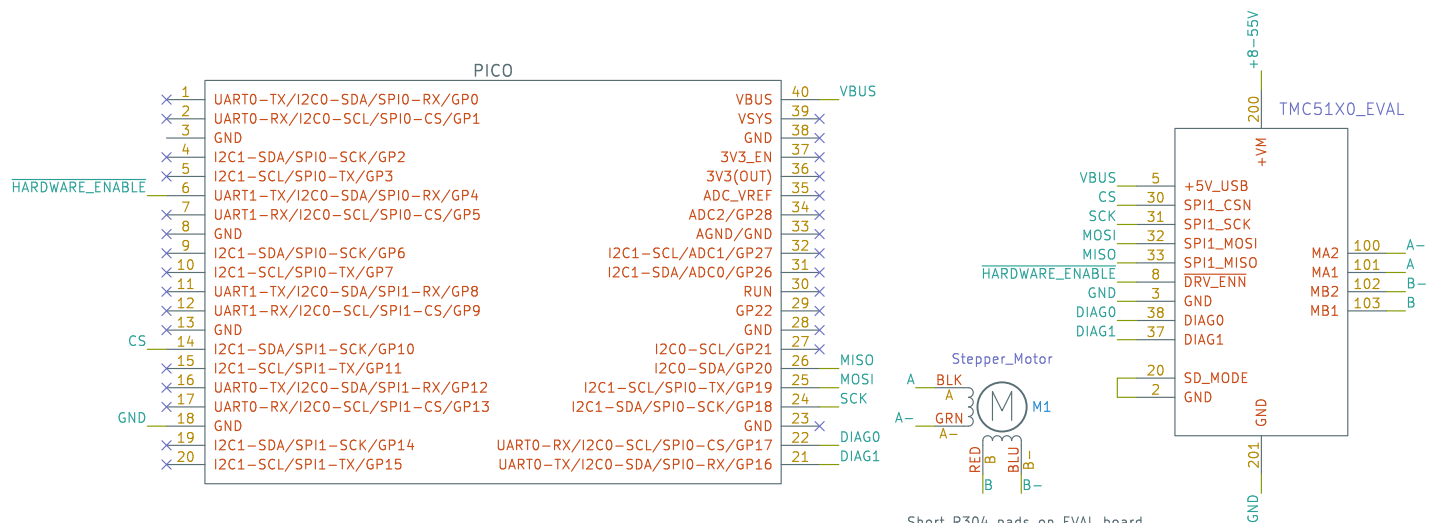 PICO
1 UART0-TX/I2C0-SDA/SPI0-RX/GP0
2 UART0-RX/I2C0-SCL/SPI0-CS/GP1
3 GND
4 I2C1-SDA/SPI0-SCK/GP2
5 I2C1-SCL/SPI0-TX/GP3
HARDWARE_ENABLE 6 UART1-TX/I2C0-SDA/SPI0-RX/GP4
7 UART1-RX/I2C0-SCL/SPI0-CS/GP5
8 GND
9 I2C1-SDA/SPI0-SCK/GP6
10 I2C1-SCL/SPI0-TX/GP7
11 UART1-TX/I2C0-SDA/SPI1-RX/GP8
12 UART1-RX/I2C0-SCL/SPI1-CS/GP9
13 GND
CS 14 I2C1-SDA/SPI1-SCK/GP10
15 I2C1-SCL/SPI1-TX/GP11
16 UART0-TX/I2C0-SDA/SPI1-RX/GP12
17 UART0-RX/I2C0-SCL/SPI1-CS/GP13
GND 18 GND
19 I2C1-SDA/SPI1-SCK/GP14
20 I2C1-SCL/SPI1-TX/GP15
VBUS 40 VBUS
VSYS 39
GND 38
3V3_EN 37
3V3(OUT) 36
ADC_VREF 35
ADC2/GP28 34
AGND/GND 33
I2C1-SCL/ADC1/GP27 32
I2C1-SDA/ADC0/GP26 31
RUN 30
GP22 29
GND 28
I2C0-SCL/GP21 27
I2C0-SDA/GP20 26 MISO
I2C1-SCL/SPI0-TX/GP19 25 MOSI
I2C1-SDA/SPI0-SCK/GP18 24 SCK
GND 23
UART0-RX/I2C0-SCL/SPI0-CS/GP17 22 DIAG0
UART0-TX/I2C0-SDA/SPI0-RX/GP16 21 DIAG1
Stepper_Motor
A BLK A
A- GRN A-
M M1
RED B B
BLU B- B-
Short R304 pads on EVAL board
+8-55V
200
TMC51X0_EVAL
+VM
VBUS 5 +5V_USB
CS 30 SPI1_CSN
SCK 31 SPI1_SCK
MOSI 32 SPI1_MOSI
MISO 33 SPI1_MISO
HARDWARE_ENABLE 8 DRV_ENN
GND 3 GND
DIAG0 38 DIAG0
DIAG1 37 DIAG1
20 SD_MODE
2 GND
MA2 100 A-
MA1 101 A
MB2 102 B-
MB1 103 B
GND
201
GND